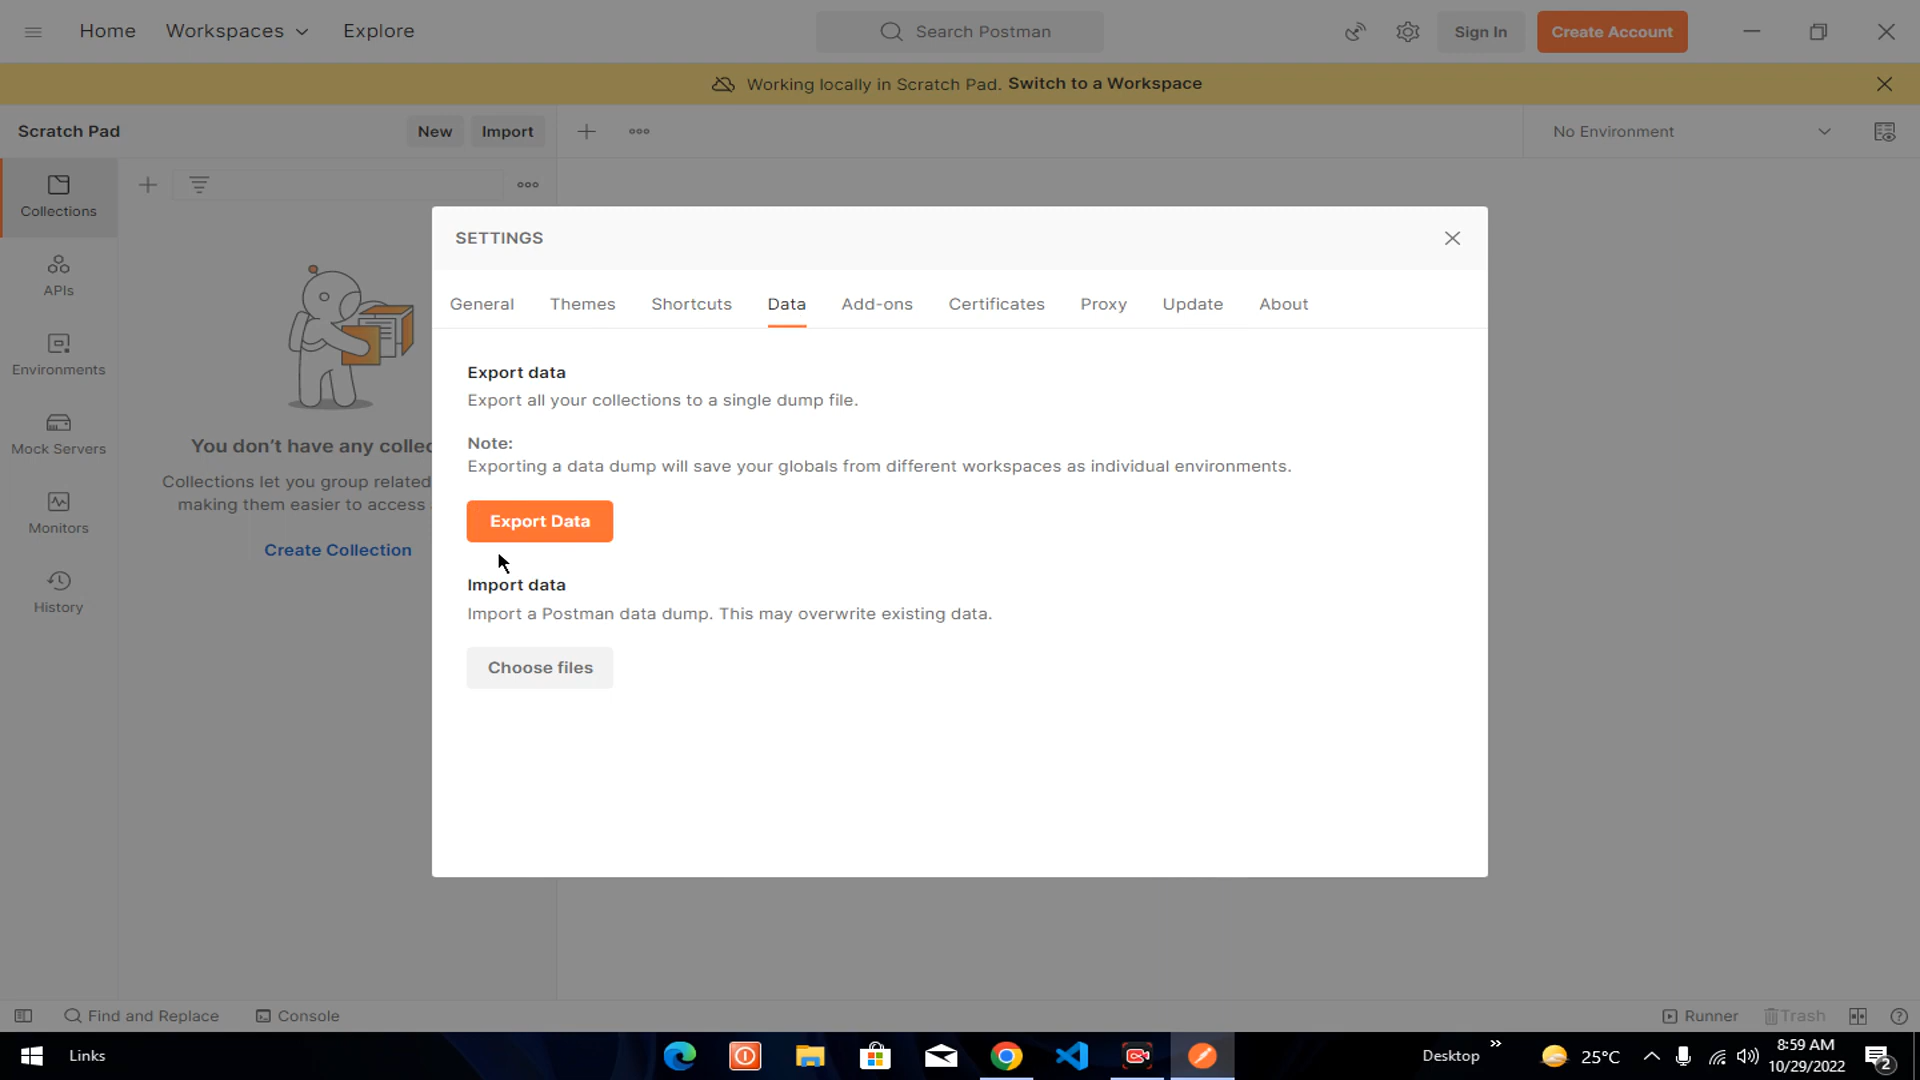 Home
Workspaces
Explore
Search Postman
Sign In
Create Account
Working locally in Scratch Pad. Switch to a Workspace
Scratch Pad
New
Import
No Environment
Collections
APIs
Environments
Mock Servers
Monitors
History
You don't have any collec
Collections let you group related
making them easier to access
Create Collection
SETTINGS
General
Themes
Shortcuts
Data
Add-ons
Certificates
Proxy
Update
About
Export data
Export all your collections to a single dump file.
Note:
Exporting a data dump will save your globals from different workspaces as individual environments.
Export Data
Import data
Import a Postman data dump. This may overwrite existing data.
Choose files
Find and Replace
Console
Runner
Trash
Links
Desktop
25°C
8:59 AM
10/29/2022
2